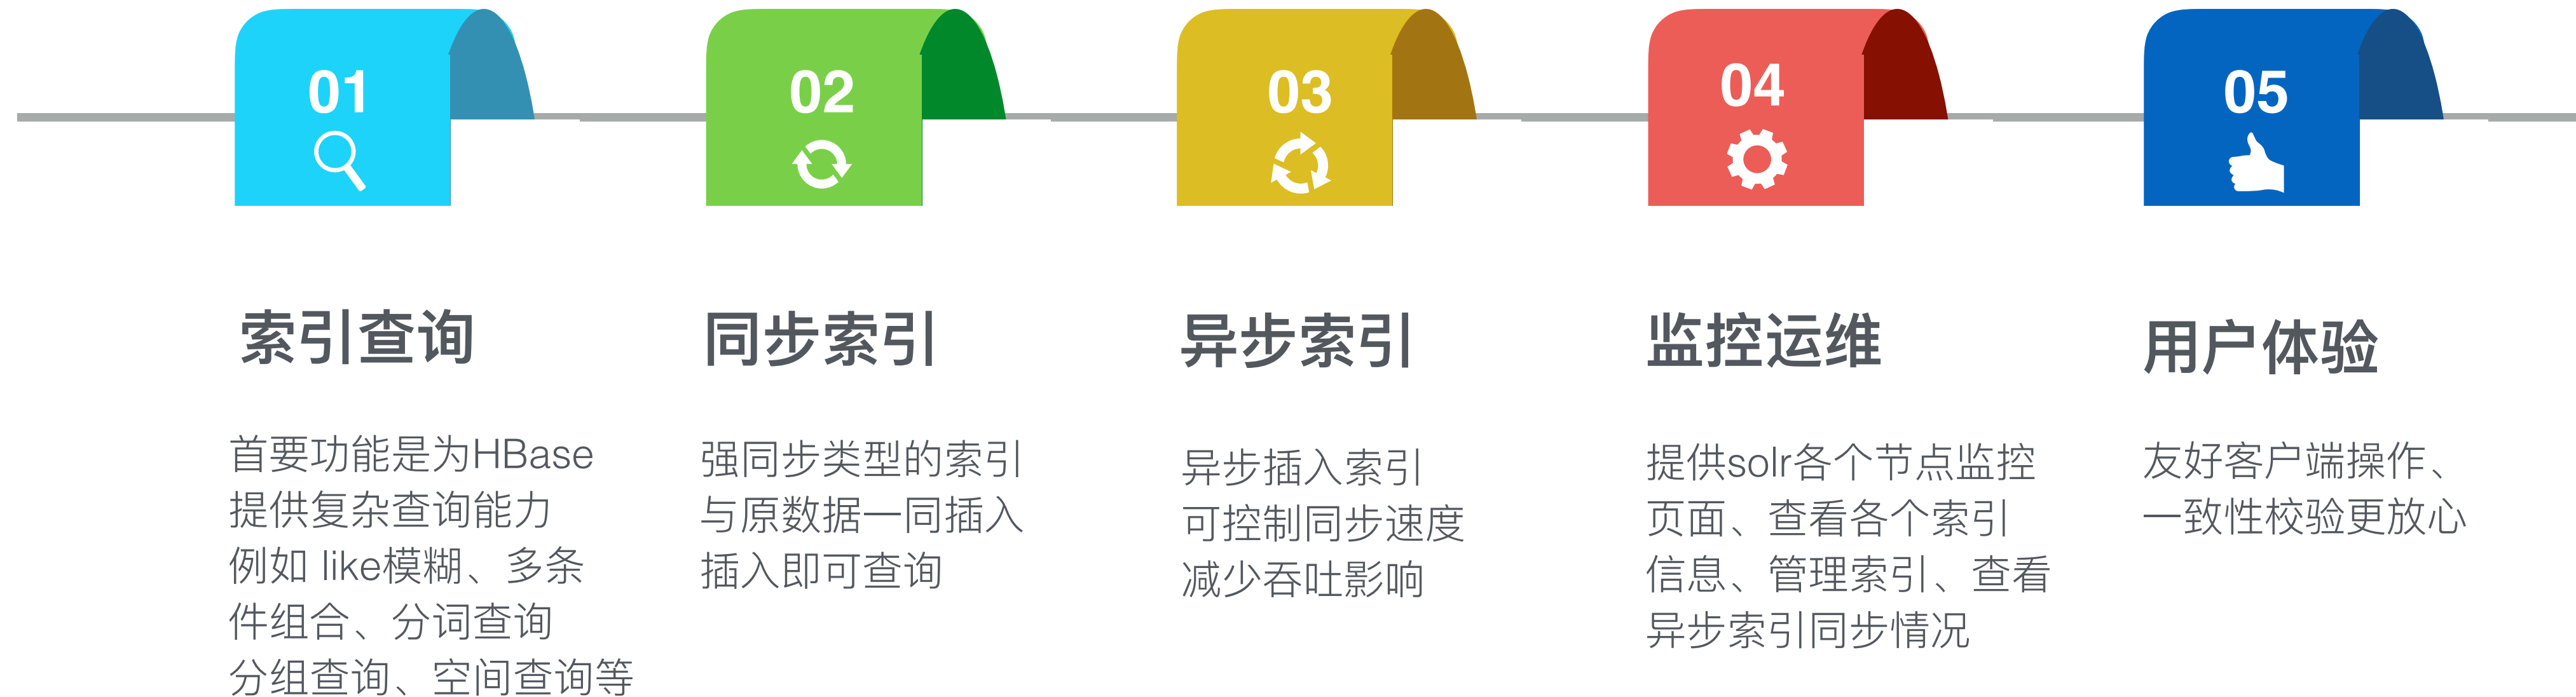 01
索引查询
首要功能是为HBase
提供复杂查询能力
例如 like模糊、多条
件组合、分词查询
分组查询、空间查询等
02
同步索引
强同步类型的索引
与原数据一同插入
插入即可查询
03
异步索引
异步插入索引
可控制同步速度
减少吞吐影响
04
监控运维
提供solr各个节点监控
页面、查看各个索引
信息、管理索引、查看
异步索引同步情况
05
用户体验
友好客户端操作、
一致性校验更放心